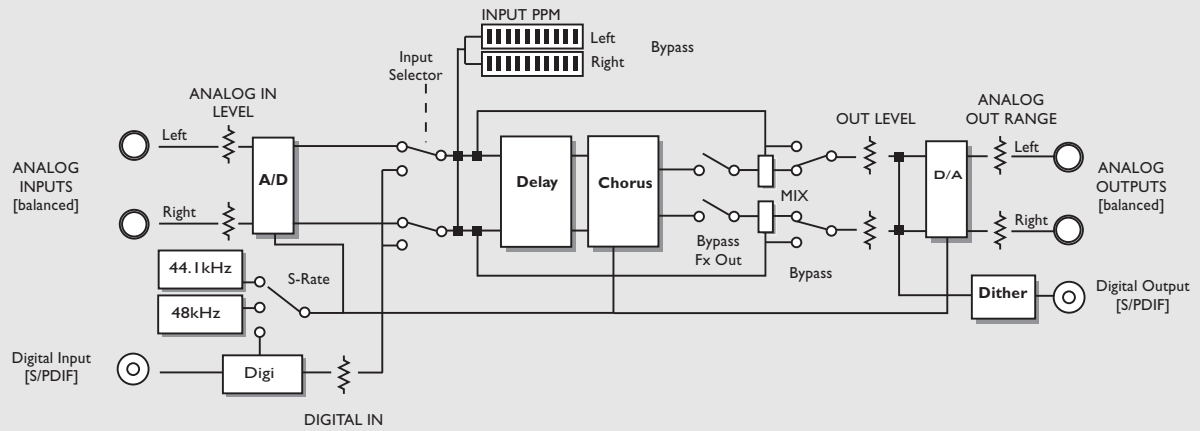 INPUT PPM
Left
Right
Bypass
Input
Selector
ANALOG IN
LEVEL
Left
ANALOG
INPUTS
[balanced]
Right
A/D
Delay
Chorus
MIX
Bypass
Fx Out
Bypass
OUT LEVEL
ANALOG
OUT RANGE
D/A
Left
Right
ANALOG
OUTPUTS
[balanced]
44.1kHz
48kHz
S-Rate
Dither
Digital Output
[S/PDIF]
Digital Input
[S/PDIF]
Digi
DIGITAL IN